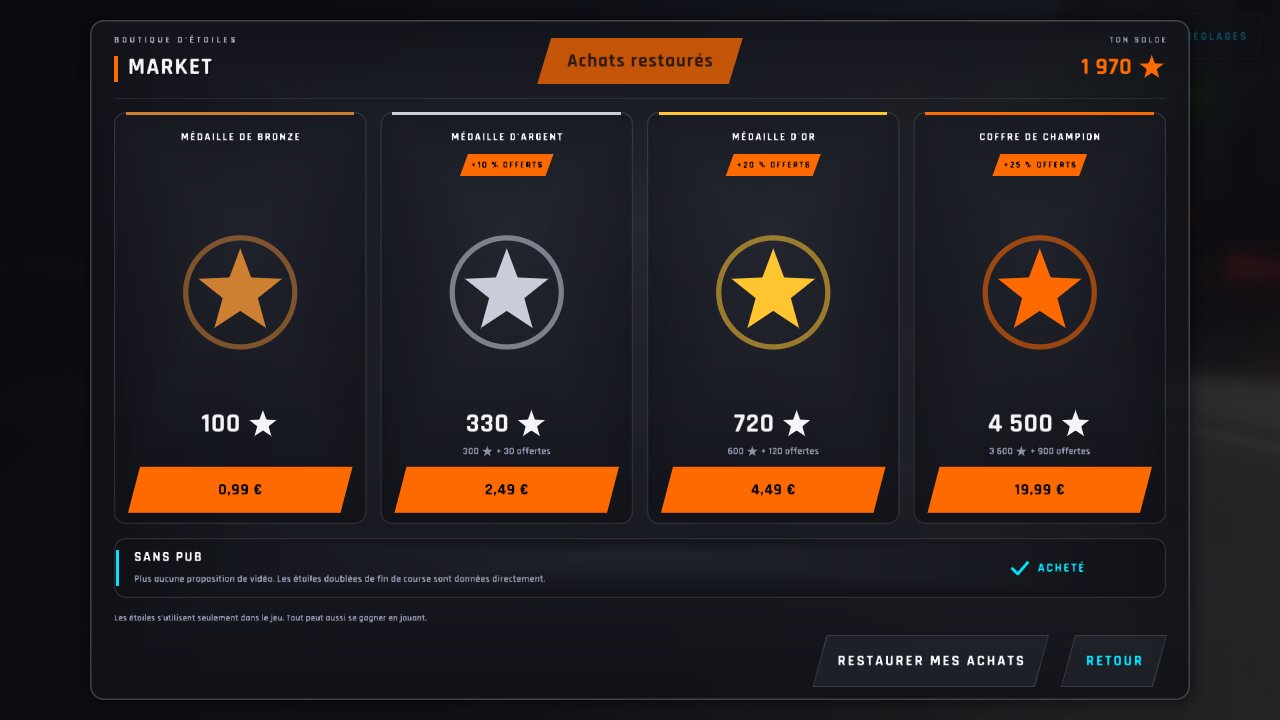 BOUTIQUE D'ÉTOILES
MARKET
Achats restaurés
TON SOLDE
1 970
RÉGLAGES
MÉDAILLE DE BRONZE
100
0,99 €
MÉDAILLE D'ARGENT
+10 % OFFERTS
330
300 ★ + 30 offertes
2,49 €
MÉDAILLE D'OR
+20 % OFFERTS
720
600 ★ + 120 offertes
4,49 €
COFFRE DE CHAMPION
+25 % OFFERTS
4 500
3 600 ★ + 900 offertes
19,99 €
SANS PUB
Plus aucune proposition de vidéo. Les étoiles doublées de fin de course sont données directement.
ACHETÉ
Les étoiles s'utilisent seulement dans le jeu. Tout peut aussi se gagner en jouant.
RESTAURER MES ACHATS
RETOUR